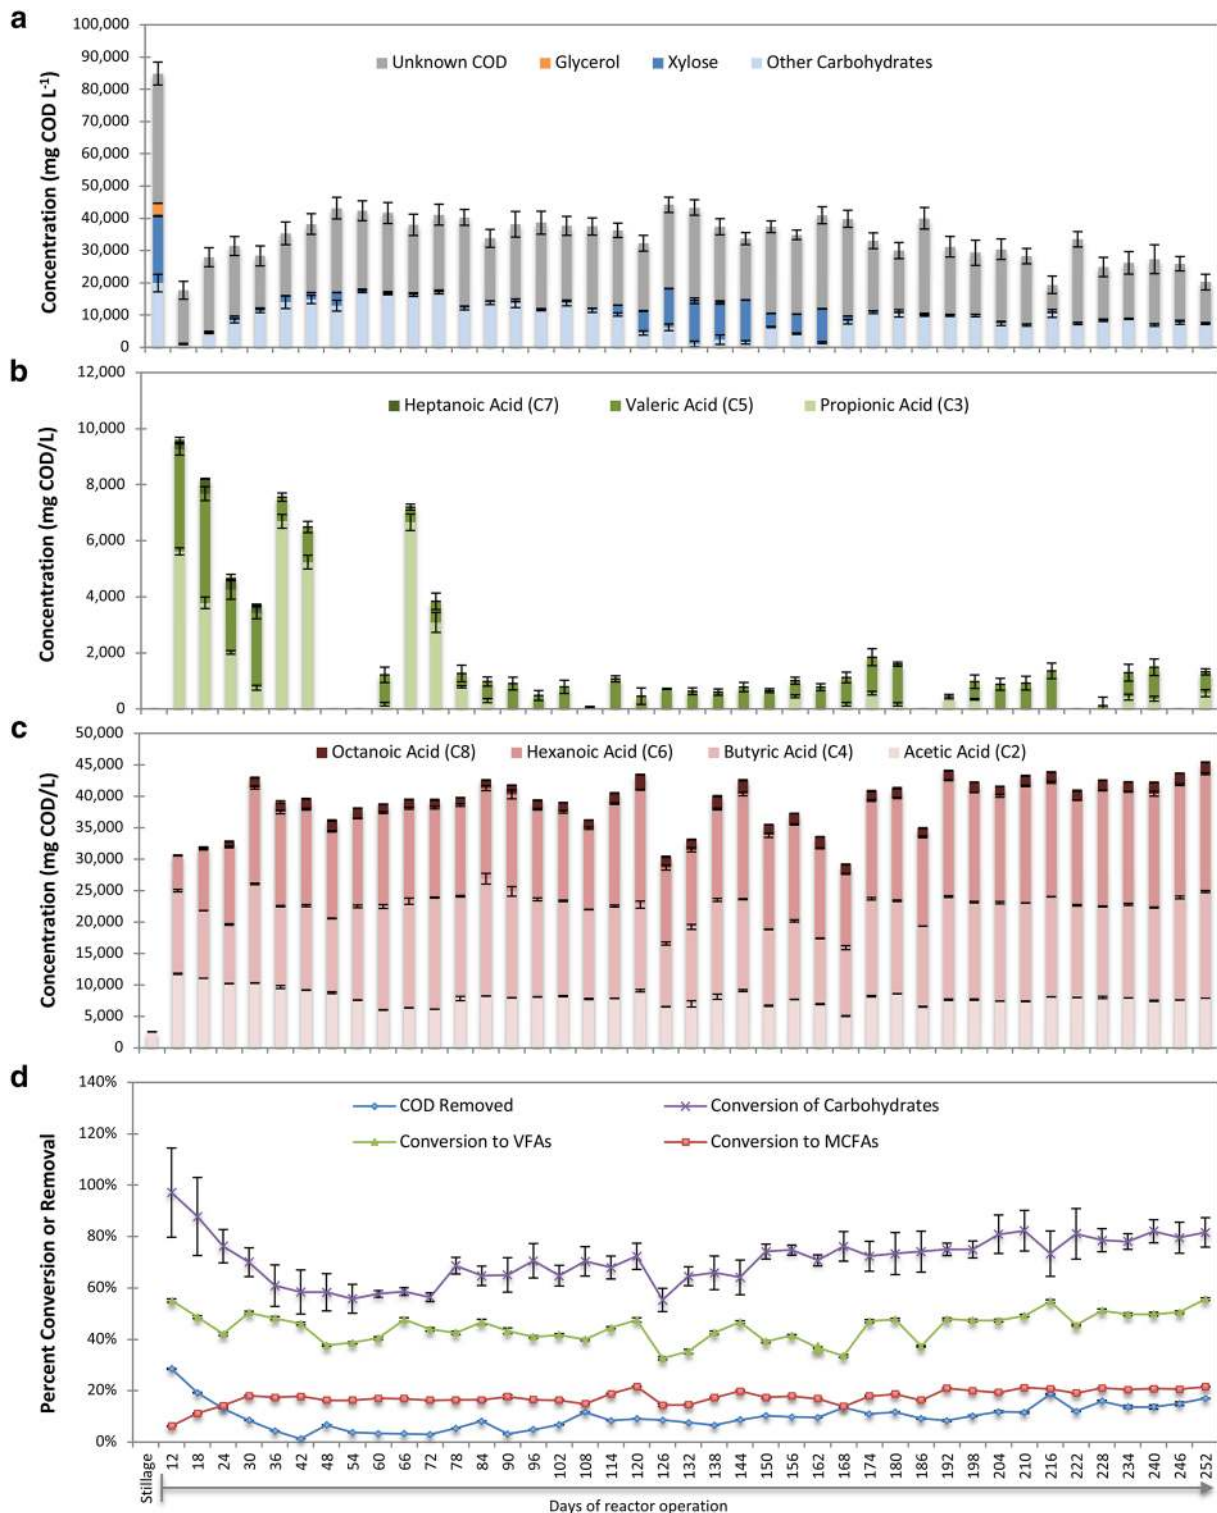 a
100,000
90,000
80,000
70,000
60,000
50,000
40,000
30,000
20,000
10,000
0
Concentration (mg COD L-1)
Unknown COD Glycerol Xylose Other Carbohydrates
b
12,000
10,000
8,000
6,000
4,000
2,000
0
Concentration (mg COD/L)
Heptanoic Acid (C7) Valeric Acid (C5) Propionic Acid (C3)
c
50,000
45,000
40,000
35,000
30,000
25,000
20,000
15,000
10,000
5,000
0
Concentration (mg COD/L)
Octanoic Acid (C8) Hexanoic Acid (C6) Butyric Acid (C4) Acetic Acid (C2)
d
140%
120%
100%
80%
60%
40%
20%
0%
Percent Conversion or Removal
COD Removed Conversion of Carbohydrates
Conversion to VFAs Conversion to MCFAs
Stillage 12 18 24 30 36 42 48 54 60 66 72 78 84 90 96 102 108 114 120 126 132 138 144 150 156 162 168 174 180 186 192 198 204 210 216 222 228 234 240 246 252
Days of reactor operation